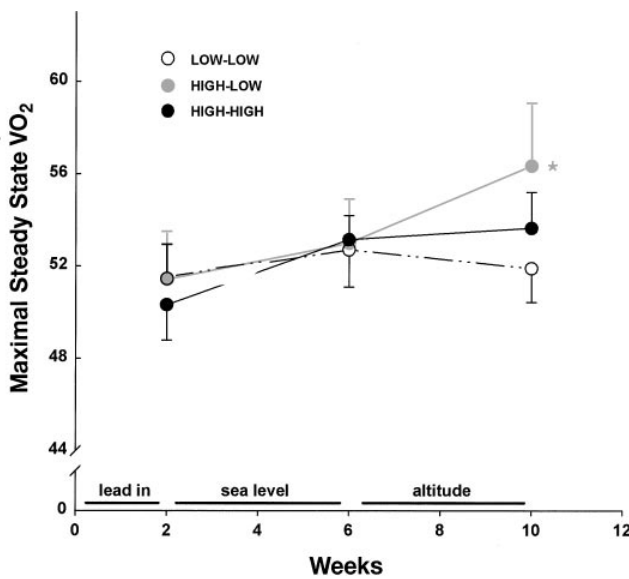 60
56
52
48
44
0
Maximal Steady State VO2
LOW-LOW
HIGH-LOW
HIGH-HIGH
*
lead in sea level altitude
0 2 4 6 8 10 12
Weeks